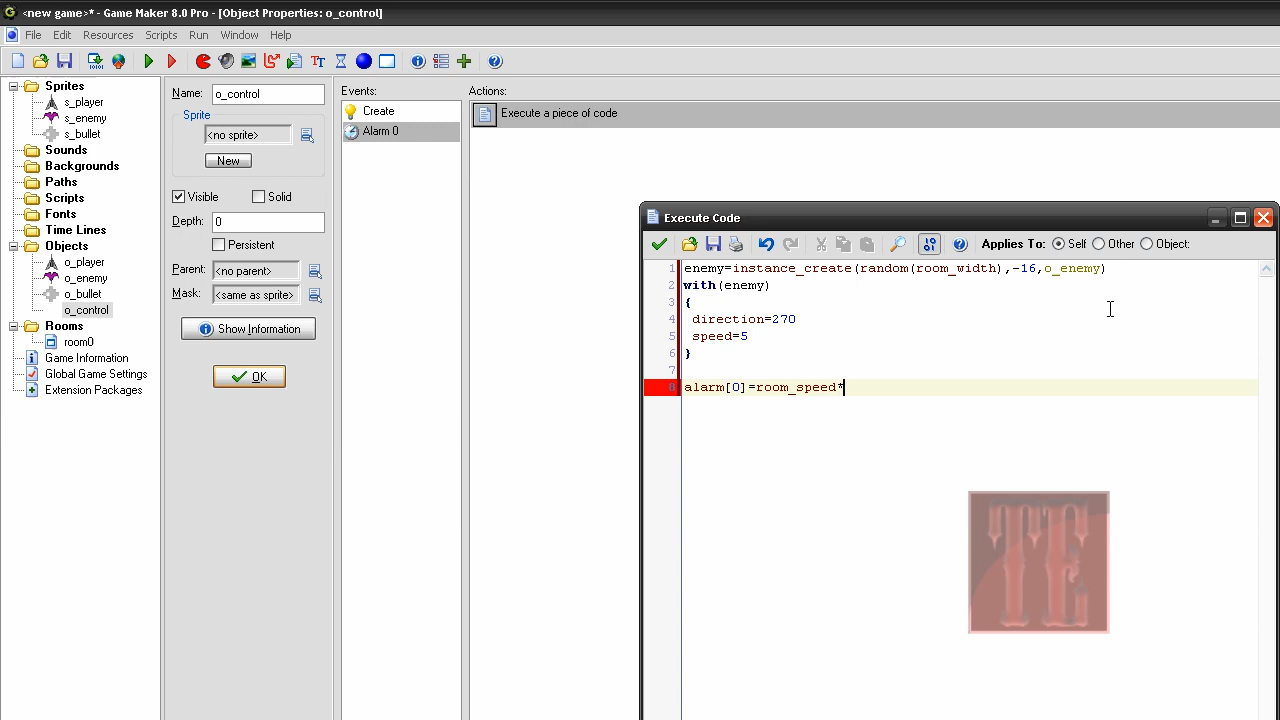 <new game>* - Game Maker 8.0 Pro - [Object Properties: o_control]
File Edit Resources Scripts Run Window Help
Sprites
s_player
s_enemy
s_bullet
Sounds
Backgrounds
Paths
Scripts
Fonts
Time Lines
Objects
o_player
o_enemy
o_bullet
o_control
Rooms
room0
Game Information
Global Game Settings
Extension Packages
Name: o_control
Sprite
<no sprite>
New
Visible Solid
Depth: 0
Persistent
Parent: <no parent>
Mask: <same as sprite>
Show Information
OK
Events:
Create
Alarm 0
Actions:
Execute a piece of code
Execute Code
Applies To: Self Other Object:
1 enemy=instance_create(random(room_width),-16,o_enemy)
2 with(enemy)
3 {
4 direction=270
5 speed=5
6 }
7
8 alarm[0]=room_speed*
TE